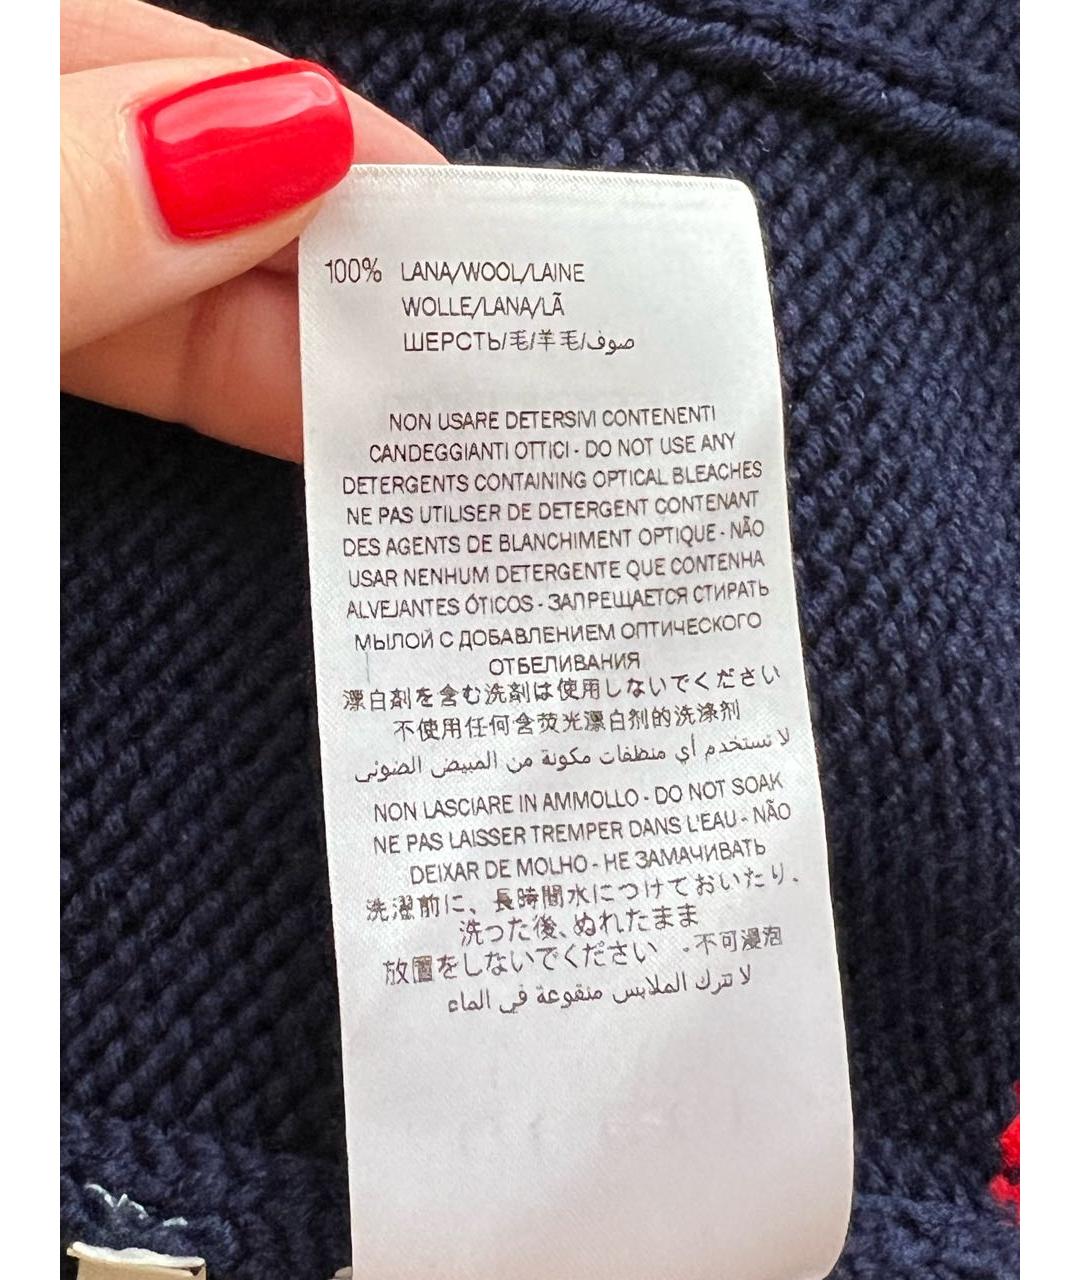 100% LANA/WOOL/LAINE
WOLLE/LANA/LÃ
ШЕРСТЬ/毛/羊毛/صوف
NON USARE DETERSIVI CONTENENTI
CANDEGGIANTI OTTICI - DO NOT USE ANY
DETERGENTS CONTAINING OPTICAL BLEACHES
NE PAS UTILISER DE DETERGENT CONTENANT
DES AGENTS DE BLANCHIMENT OPTIQUE - NÃO
USAR NENHUM DETERGENTE QUE CONTENHA
ALVEJANTES ÓTICOS - ЗАПРЕЩАЕТСЯ СТИРАТЬ
МЫЛОЙ С ДОБАВЛЕНИЕМ ОПТИЧЕСКОГО
ОТБЕЛИВАНИЯ
漂白剤を含む洗剤は使用しないでください
不使用任何含荧光漂白剂的洗涤剂
لا تستخدم أي منظفات مكونة من المبيض الضوئى
NON LASCIARE IN AMMOLLO - DO NOT SOAK
NE PAS LAISSER TREMPER DANS L'EAU - NÃO
DEIXAR DE MOLHO - НЕ ЗАМАЧИВАТЬ
洗濯前に、長時間水につけておいたり、
洗った後、ぬれたまま
放置をしないでください - 不可浸泡
لا تترك الملابس منقوعة في الماء